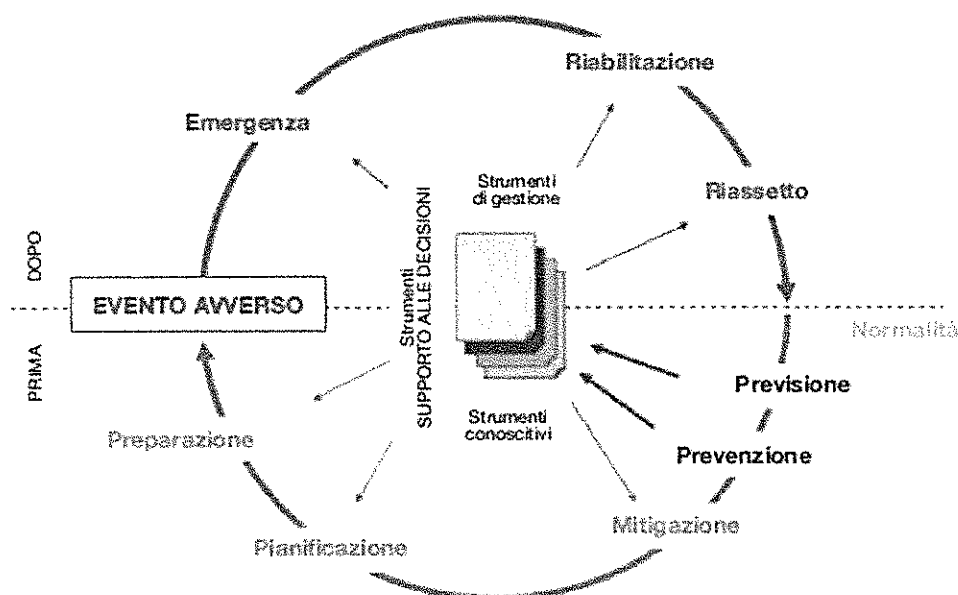 Riabilitazione
Emergenza
Strumenti
di gestione
Riassetto
DOPO
Strumenti
SUPPORTO ALLE DECISIONI
EVENTO AVVERSO
Normalità
PRIMA
Previsione
Strumenti
conoscitivi
Preparazione
Prevenzione
Mitigazione
Pianificazione